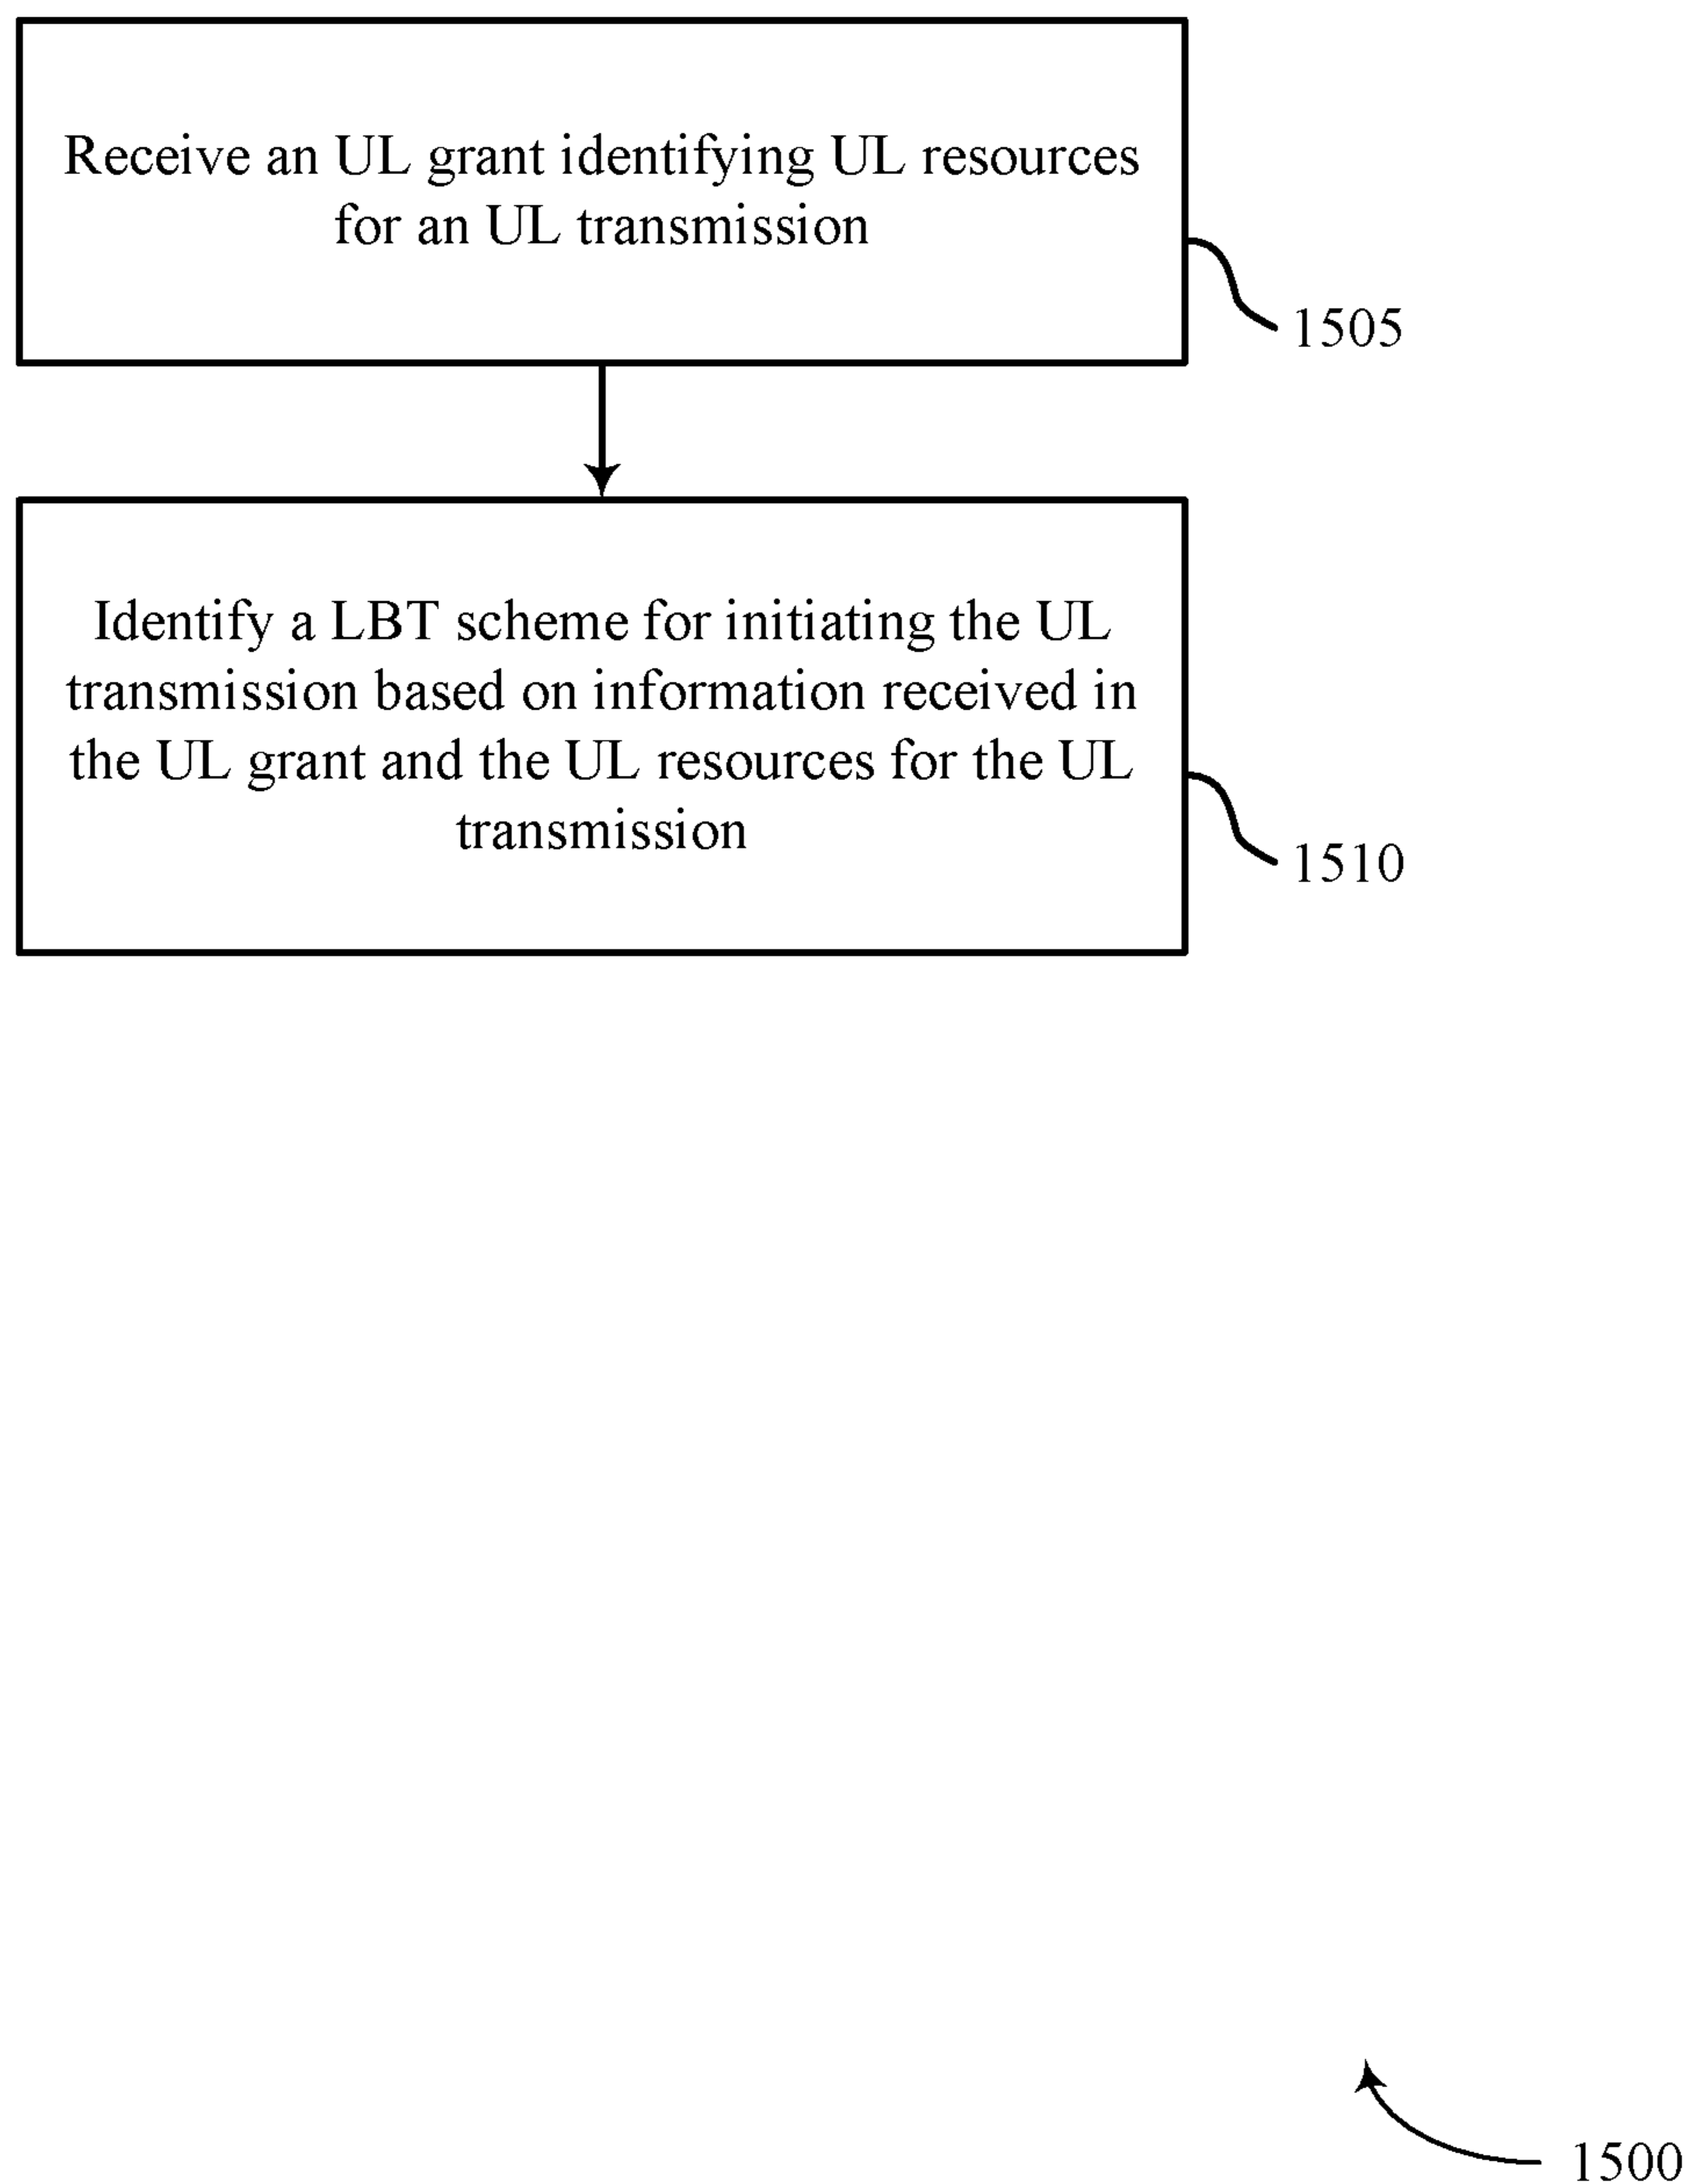 Receive an UL grant identifying UL resources
for an UL transmission
1505
Identify a LBT scheme for initiating the UL
transmission based on information received in
the UL grant and the UL resources for the UL
transmission
1510
1500